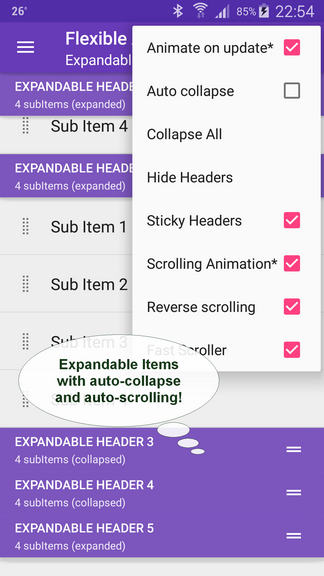 26°
85%
22:54
Flexible
Expandab
Animate on update*
Auto collapse
Collapse All
Hide Headers
Sticky Headers
Scrolling Animation*
Reverse scrolling
Fast Scroller
EXPANDABLE HEADE
4 subItems (expanded)
Sub Item 4
EXPANDABLE HEADE
4 subItems (expanded)
Sub Item 1
Sub Item 2
Sub Item 3
Expandable Items
with auto-collapse
and auto-scrolling!
EXPANDABLE HEADER 3
4 subItems (collapsed)
EXPANDABLE HEADER 4
4 subItems (collapsed)
EXPANDABLE HEADER 5
4 subItems (expanded)